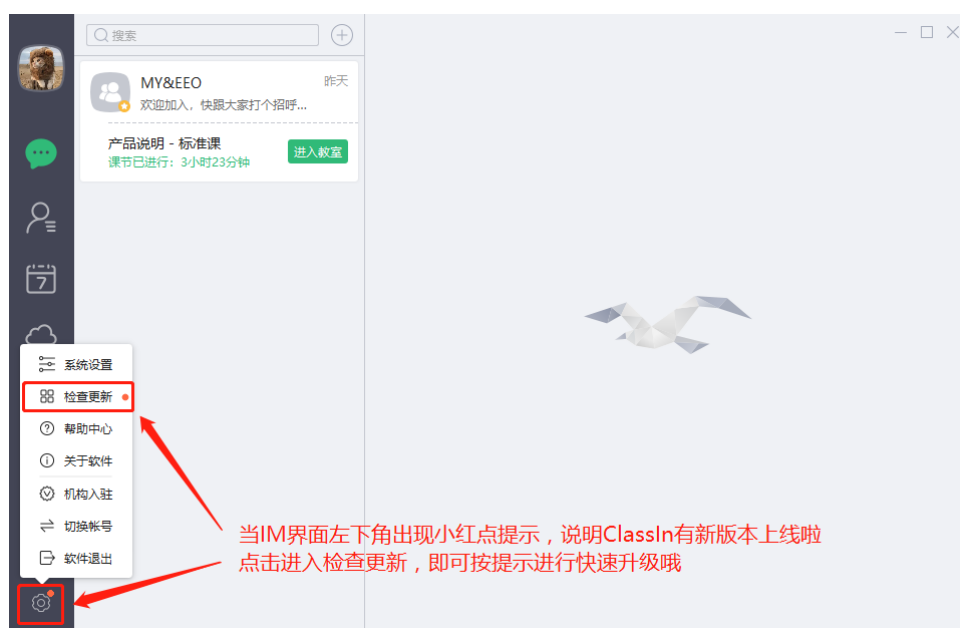 搜索
MY&EEO
昨天
欢迎加入，快跟大家打个招呼...
产品说明 - 标准课
课节已进行：3小时23分钟
进入教室
7
系统设置
检查更新
帮助中心
关于软件
机构入驻
切换帐号
软件退出
当IM界面左下角出现小红点提示，说明ClassIn有新版本上线啦
点击进入检查更新，即可按提示进行快速升级哦